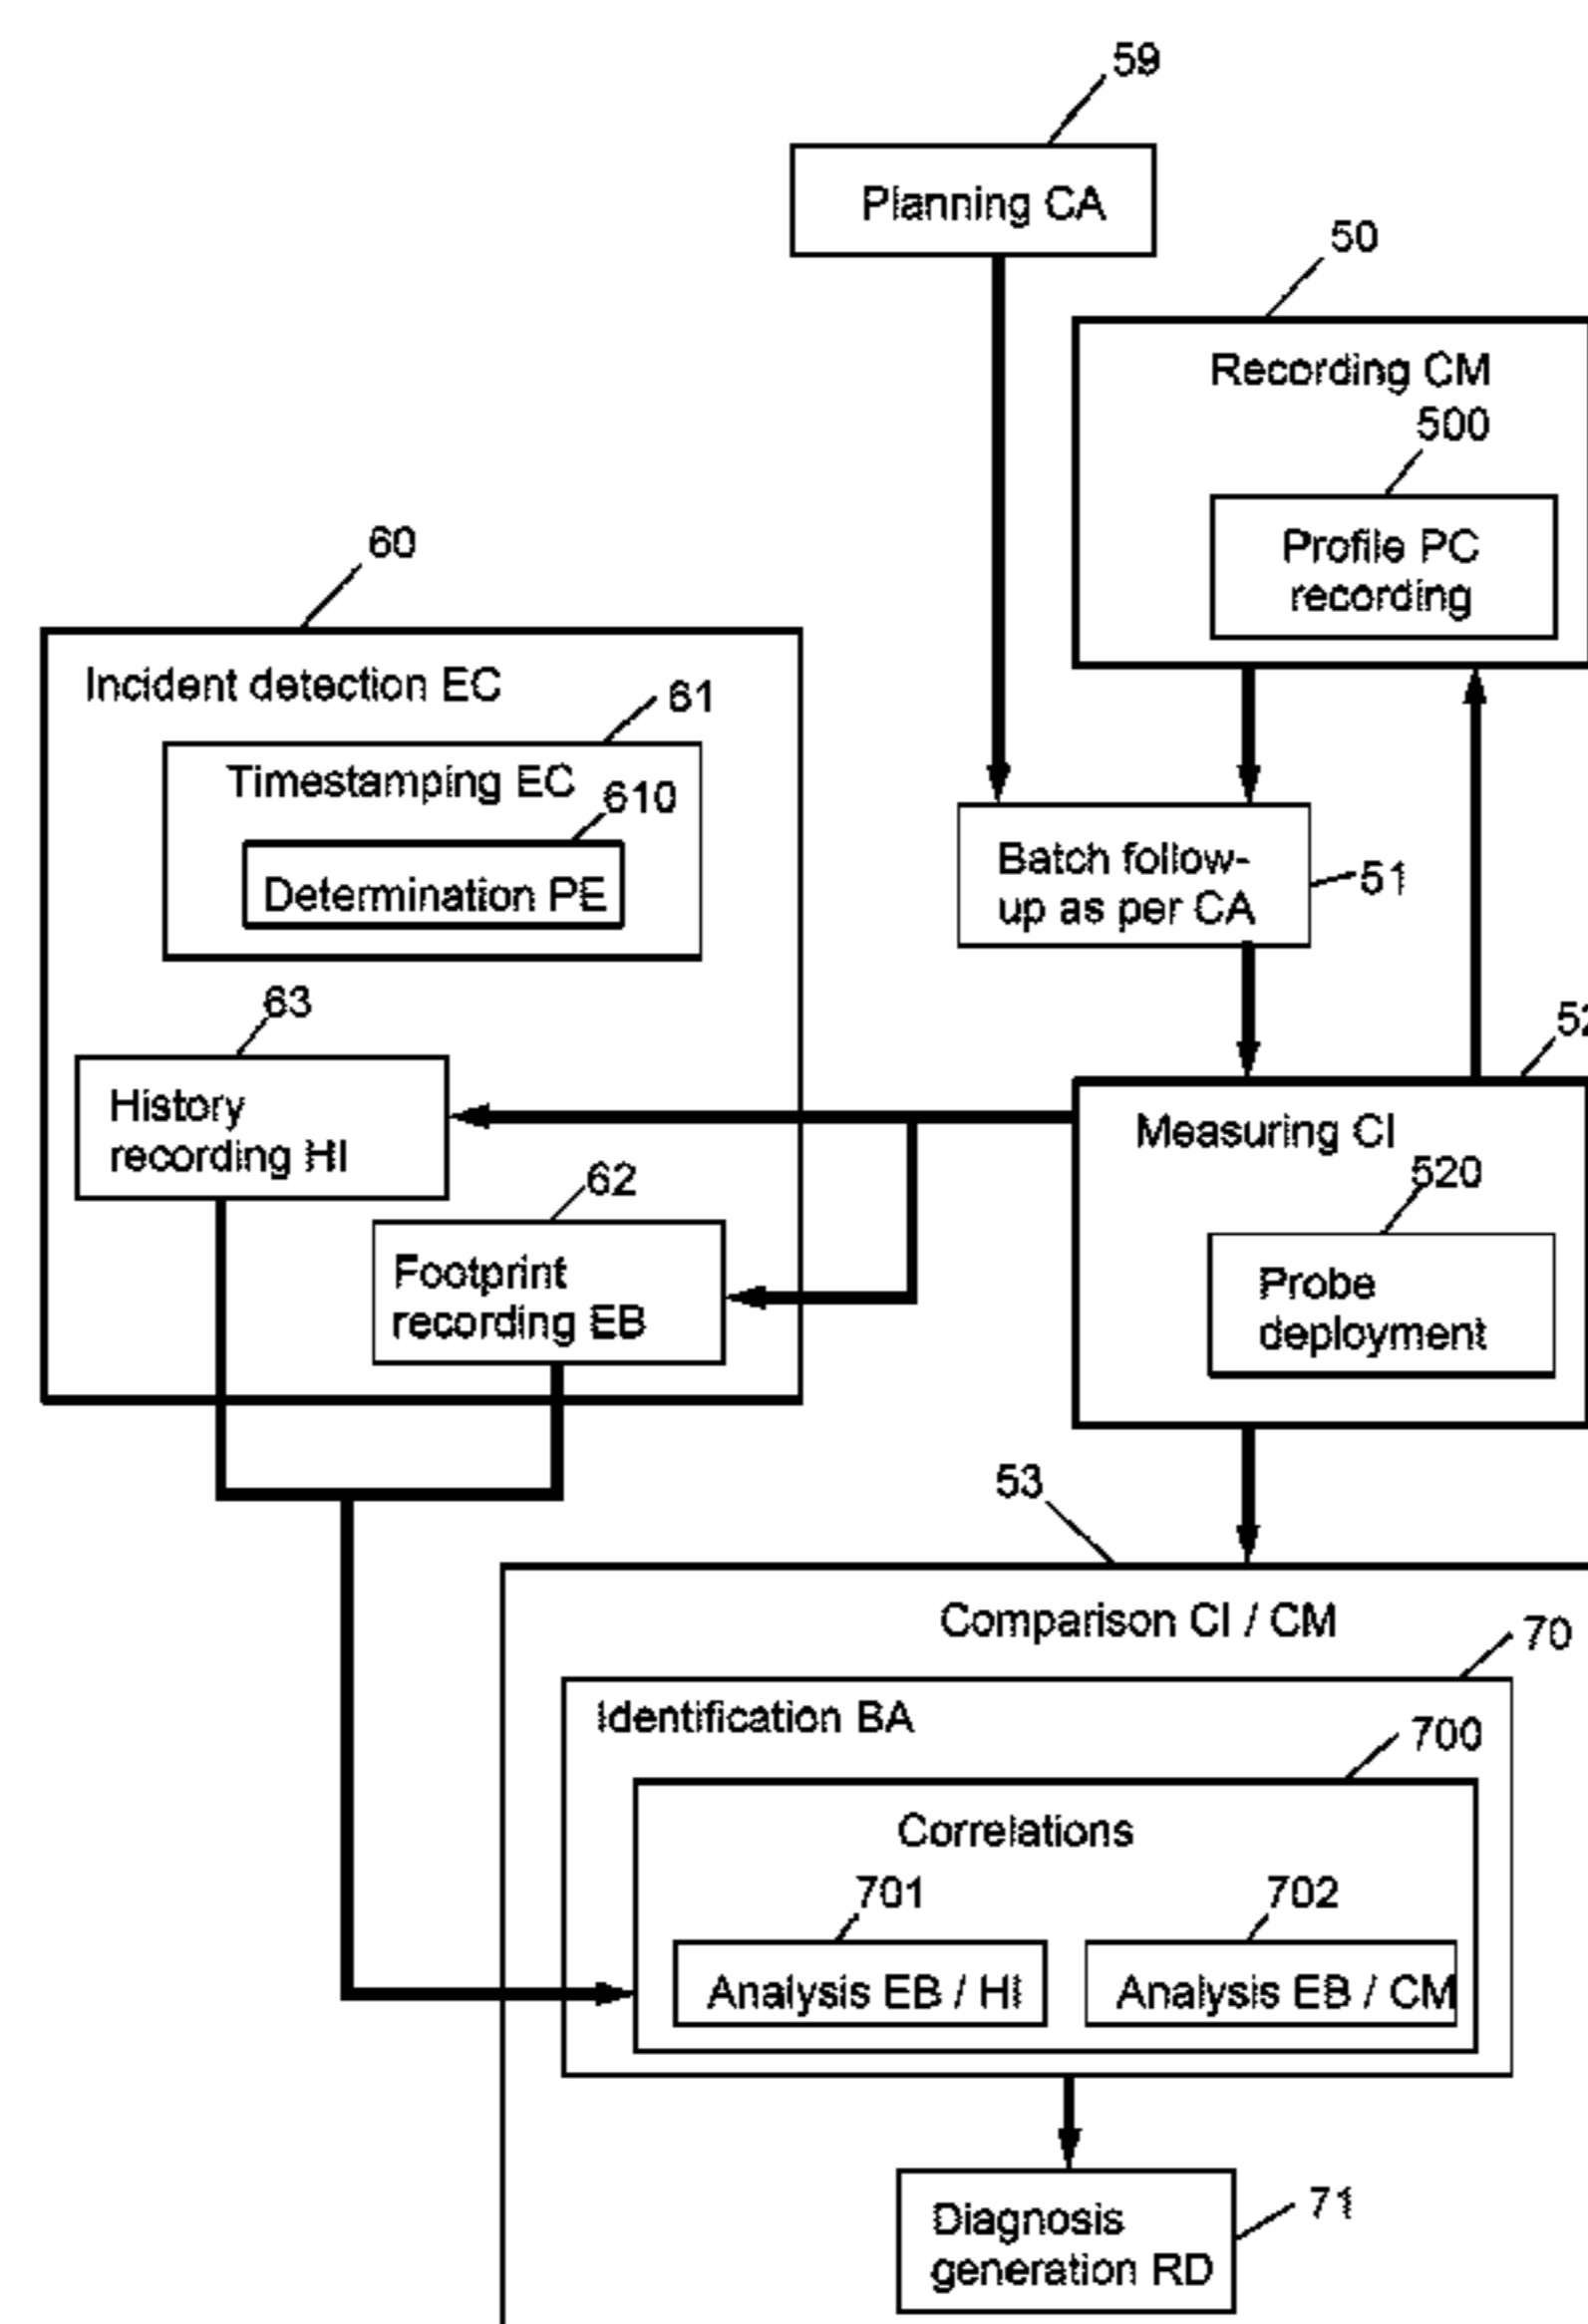 59
Planning CA
50
Recording CM
500
Profile PC
recording
60
Incident detection EC
61
Timestamping EC
610
Determination PE
Batch follow-
up as per CA
51
63
History
recording HI
52
Measuring CI
520
Probe
deployment
62
Footprint
recording EB
53
Comparison CI / CM
70
Identification BA
700
Correlations
701
702
Analysis EB / HI
Analysis EB / CM
Diagnosis
generation RD
71